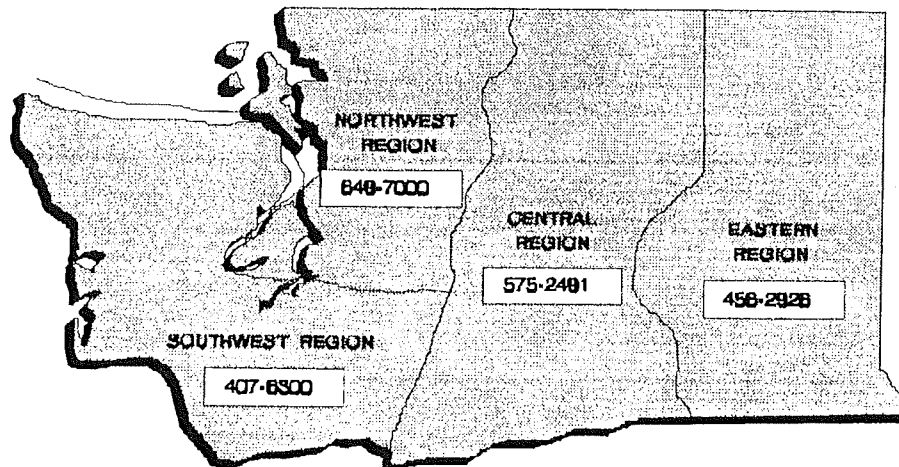 NORTHWEST
REGION
649-7000
CENTRAL
REGION
575-2491
EASTERN
REGION
456-2926
SOUTHWEST REGION
407-6300